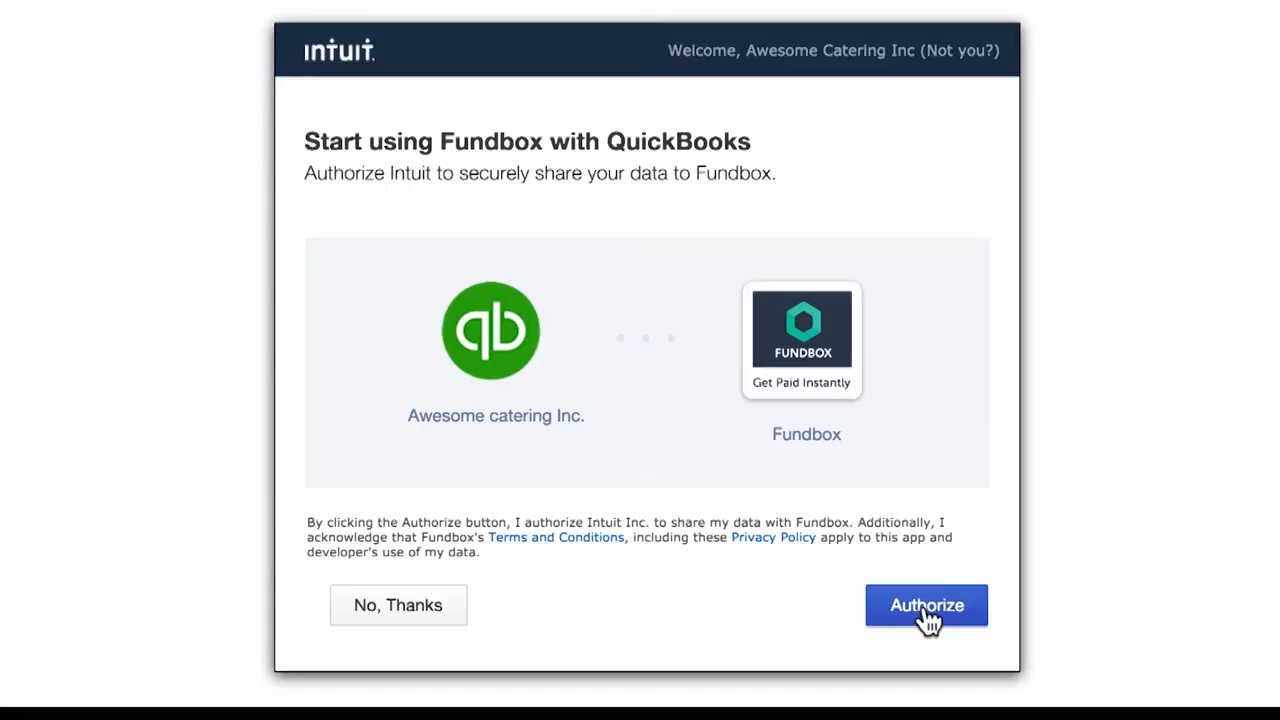 intuit.
Welcome, Awesome Catering Inc (Not you?)
Start using Fundbox with QuickBooks
Authorize Intuit to securely share your data to Fundbox.
qb
FUNDBOX
Get Paid Instantly
Awesome catering Inc.
Fundbox
By clicking the Authorize button, I authorize Intuit Inc. to share my data with Fundbox. Additionally, I
acknowledge that Fundbox's Terms and Conditions, including these Privacy Policy apply to this app and
developer's use of my data.
No, Thanks
Authorize